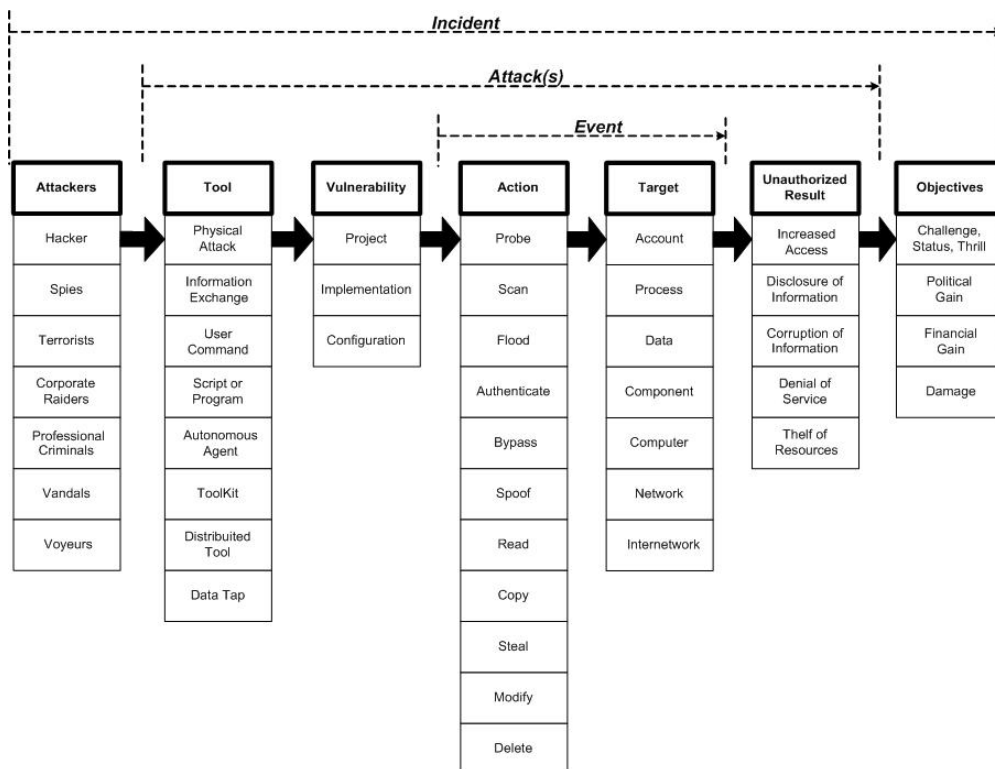 Incident
Attack(s)
Event
Attackers
Hacker
Spies
Terrorists
Corporate
Raiders
Professional
Criminals
Vandals
Voyeurs
Tool
Physical
Attack
Information
Exchange
User
Command
Script or
Program
Autonomous
Agent
ToolKit
Distribuited
Tool
Data Tap
Vulnerability
Project
Implementation
Configuration
Action
Probe
Scan
Flood
Authenticate
Bypass
Spoof
Read
Copy
Steal
Modify
Delete
Target
Account
Process
Data
Component
Computer
Network
Internetwork
Unauthorized
Result
Increased
Access
Disclosure of
Information
Corruption of
Information
Denial of
Service
Thelf of
Resources
Objectives
Challenge,
Status, Thrill
Political
Gain
Financial
Gain
Damage